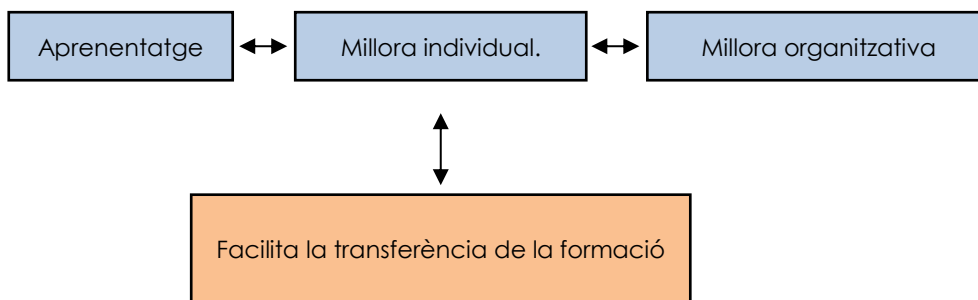 Aprenentatge
Millora individual.
Millora organitzativa
Facilita la transferència de la formació